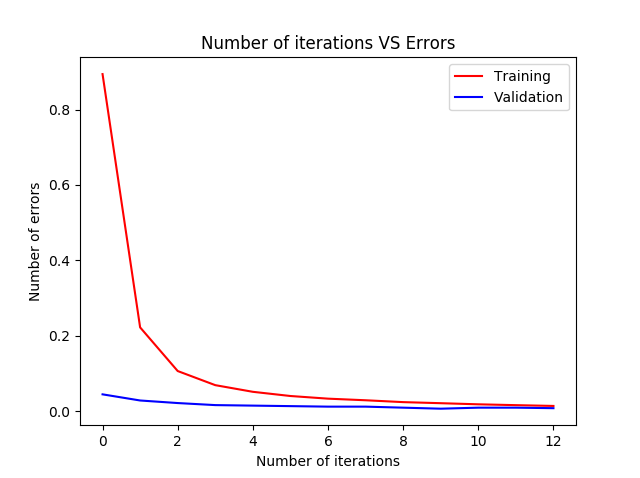 Number of iterations VS Errors
Training
Validation
Number of errors
0.8
0.6
0.4
0.2
0.0
0 2 4 6 8 10 12
Number of iterations